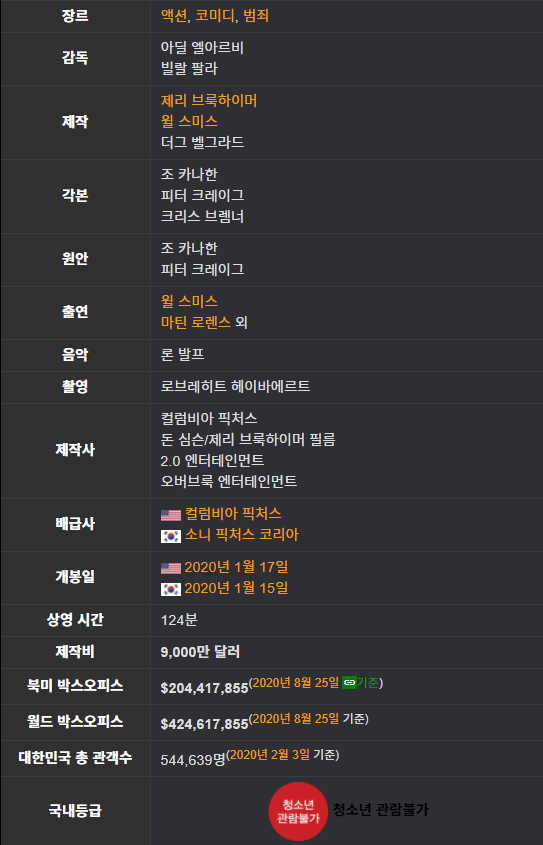 장르 액션, 코미디, 범죄
감독 아딜 엘아르비
빌랄 팔라
제작 제리 브룩하이머
윌 스미스
더그 벨그라드
각본 조 카나한
피터 크레이그
크리스 브렘너
원안 조 카나한
피터 크레이그
출연 윌 스미스
마틴 로렌스 외
음악 론 발프
촬영 로브레히트 헤이바에르트
제작사 컬럼비아 픽처스
돈 심슨/제리 브룩하이머 필름
2.0 엔터테인먼트
오버브룩 엔터테인먼트
배급사 컬럼비아 픽처스
소니 픽처스 코리아
개봉일 2020년 1월 17일
2020년 1월 15일
상영 시간 124분
제작비 9,000만 달러
북미 박스오피스 $204,417,855(2020년 8월 25일 기준)
월드 박스오피스 $424,617,855(2020년 8월 25일 기준)
대한민국 총 관객수 544,639명(2020년 2월 3일 기준)
국내등급 청소년 관람불가 청소년 관람불가